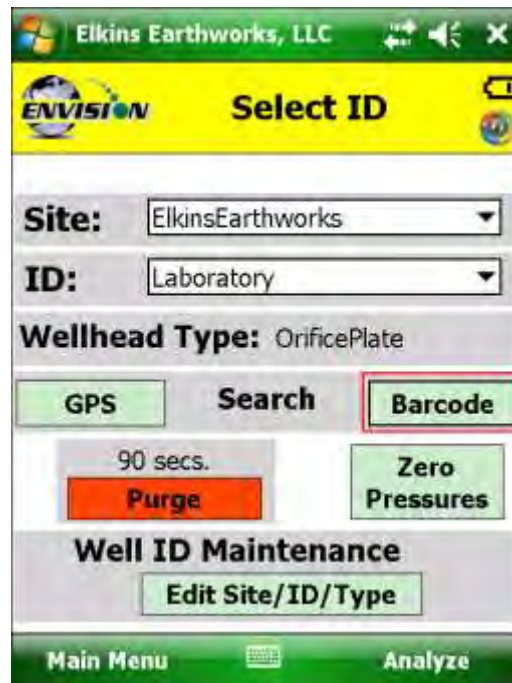 Elkins Earthworks, LLC
ENVISION Select ID
Site: ElkinsEarthworks
ID: Laboratory
Wellhead Type: OrificePlate
GPS Search Barcode
90 secs.
Purge
Zero
Pressures
Well ID Maintenance
Edit Site/ID/Type
Main Menu Analyze